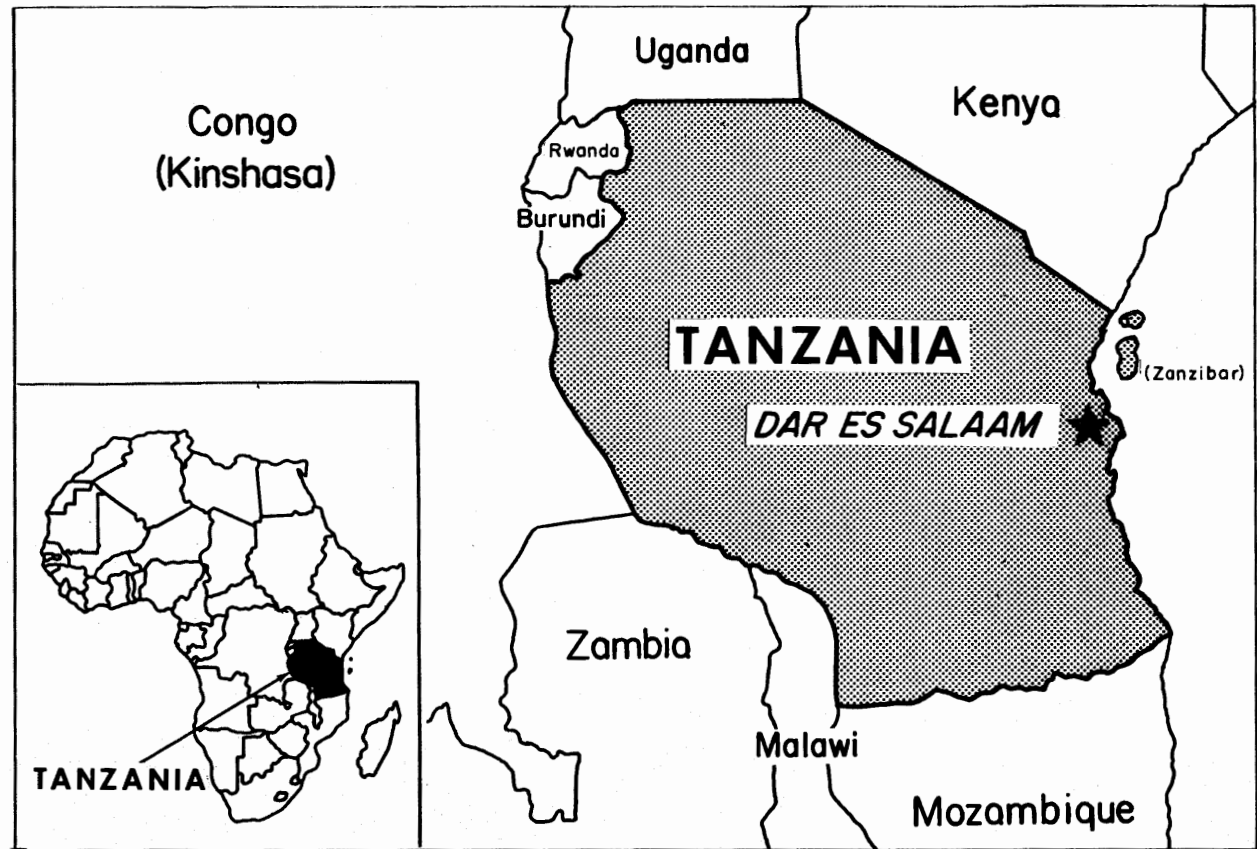 Uganda
Kenya
Congo
(Kinshasa)
Rwanda
Burundi
TANZANIA
(Zanzibar)
DAR ES SALAAM
Zambia
Malawi
TANZANIA
Mozambique